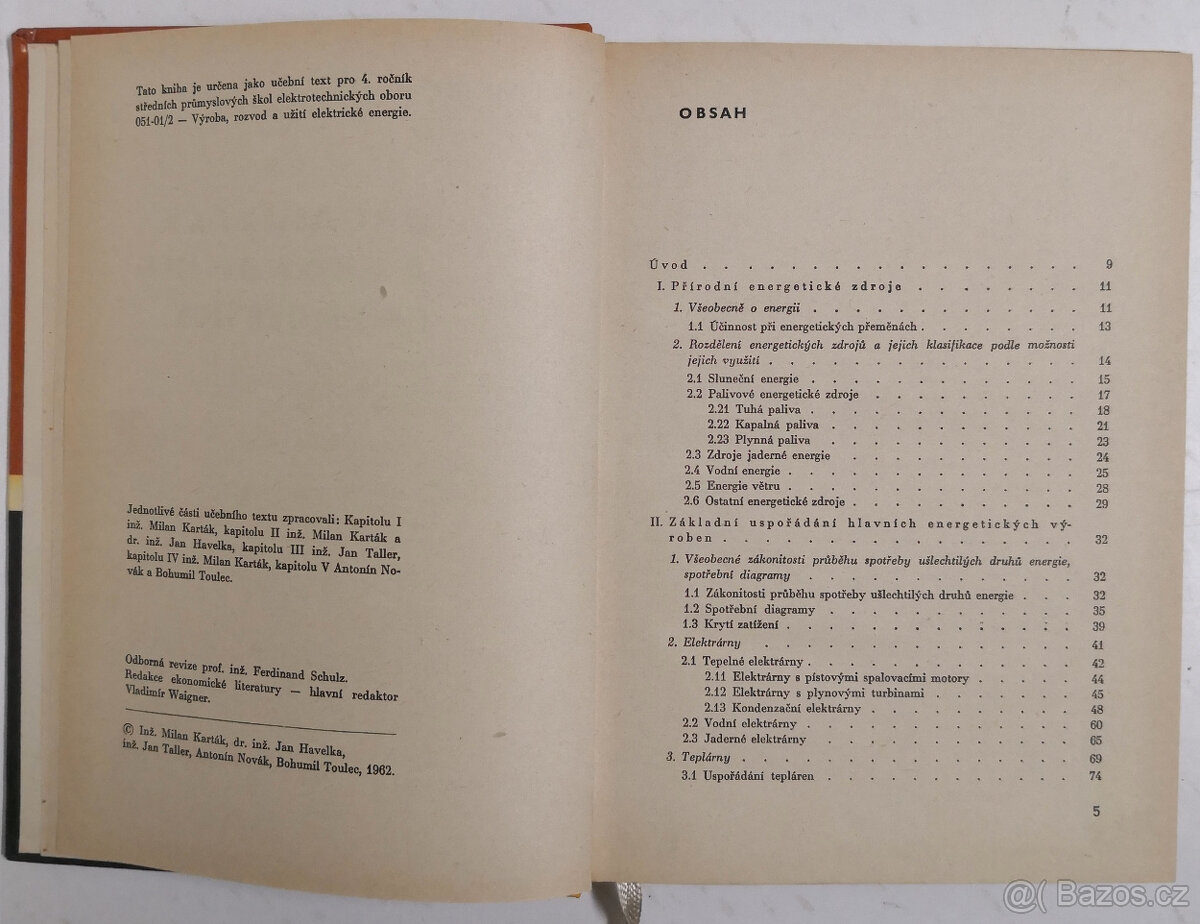 Tato kniha je určena jako učební text pro 4. ročník
středních průmyslových škol elektrotechnických oboru
051-01/2 — Výroba, rozvod a užití elektrické energie.
Jednotlivé části učebního textu zpracovali: Kapitolu I
inž. Milan Karták, kapitolu II inž. Milan Karták a
dr. inž. Jan Havelka, kapitolu III inž. Jan Taller,
kapitolu IV inž. Milan Karták, kapitolu V Antonín No-
vák a Bohumil Toulec.
Odborná revize prof. inž. Ferdinand Schulz.
Redakce ekonomické literatury — hlavní redaktor
Vladimír Waigner.
© Inž. Milan Karták, dr. inž. Jan Havelka,
inž. Jan Taller, Antonín Novák, Bohumil Toulec, 1962.
OBSAH
Úvod . . . . . . . . . . . . . . . . . 9
I. Přírodní energetické zdroje . . . . . . . . 11
1. Všeobecně o energii . . . . . . . . . . . . 11
1.1 Účinnost při energetických přeměnách . . . . . . . 13
2. Rozdělení energetických zdrojů a jejich klasifikace podle možnosti
jejich využití . . . . . . . . . . . . . . 14
2.1 Sluneční energie . . . . . . . . . . . . 15
2.2 Palivové energetické zdroje . . . . . . . . . 17
2.21 Tuhá paliva . . . . . . . . . . . . 18
2.22 Kapalná paliva . . . . . . . . . . . 21
2.23 Plynná paliva . . . . . . . . . . . 23
2.3 Zdroje jaderné energie . . . . . . . . . . 24
2.4 Vodní energie . . . . . . . . . . . . . 25
2.5 Energie větru . . . . . . . . . . . . . 28
2.6 Ostatní energetické zdroje . . . . . . . . . . 29
II. Základní uspořádání hlavních energetických vý-
roben . . . . . . . . . . . . . . . . 32
1. Všeobecné zákonitosti průběhu spotřeby ušlechtilých druhů energie,
spotřební diagramy . . . . . . . . . . . . 32
1.1 Zákonitosti průběhu spotřeby ušlechtilých druhů energie . . . 32
1.2 Spotřební diagramy . . . . . . . . . . . 35
1.3 Krytí zatížení . . . . . . . . . . . . . 39
2. Elektrárny . . . . . . . . . . . . . . 41
2.1 Tepelné elektrárny . . . . . . . . . . . . 42
2.11 Elektrárny s pístovými spalovacími motory . . . . . 44
2.12 Elektrárny s plynovými turbinami . . . . . . . 45
2.13 Kondenzační elektrárny . . . . . . . . . . 48
2.2 Vodní elektrárny . . . . . . . . . . . . 60
2.3 Jaderné elektrárny . . . . . . . . . . . . 65
3. Teplárny . . . . . . . . . . . . . . . 69
3.1 Uspořádání tepláren . . . . . . . . . . . 74
5
@( Bazos.cz